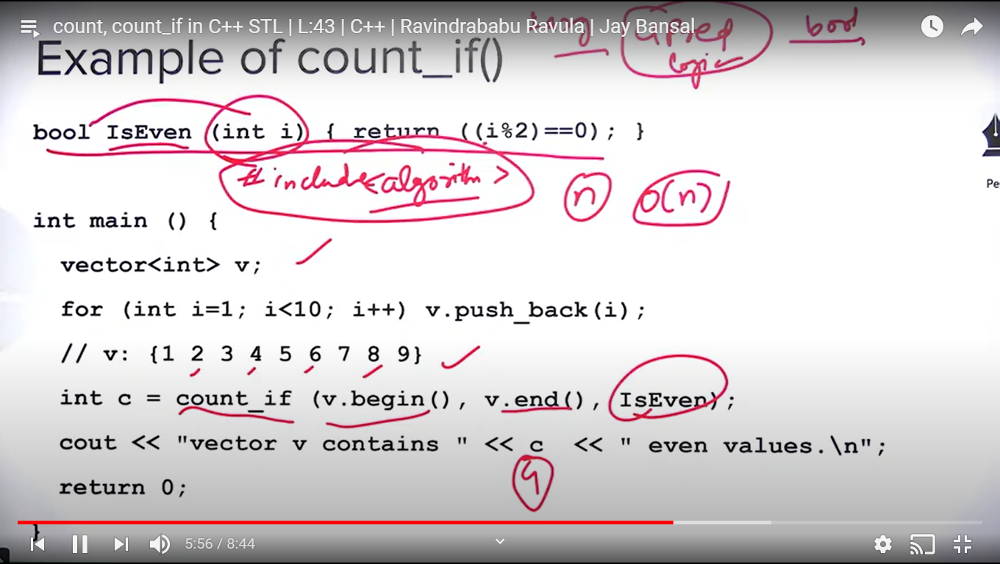 count, count_if in C++ STL | L:43 | C++ | Ravindrababu Ravula | Jay Bansal
bool
logic
Example of count_if()
bool IsEven (int i) { return ((i%2)==0); }
#include<algorithm>
n
O(n)
Pe
int main () {
vector<int> v;
for (int i=1; i<10; i++) v.push_back(i);
// v: {1 2 3 4 5 6 7 8 9}
int c = count_if (v.begin(), v.end(), IsEven);
cout << "vector v contains " << c << " even values.\n";
4
return 0;
}
5:56 / 8:44